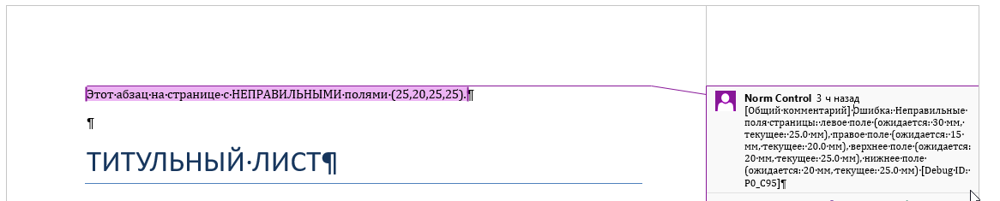 Этот абзац на странице с НЕПРАВИЛЬНЫМИ полями (25,20,25,25).¶
¶
ТИТУЛЬНЫЙ ЛИСТ¶
Norm Control 3 ч назад
[Общий комментарий] Ошибка: Неправильные
поля страницы: левое поле (ожидается: 30 мм,
текущее: 25.0 мм), правое поле (ожидается: 15
мм, текущее: 20.0 мм), верхнее поле (ожидается:
20 мм, текущее: 25.0 мм), нижнее поле
(ожидается: 20 мм, текущее: 25.0 мм) [Debug ID:
P0_C95]¶